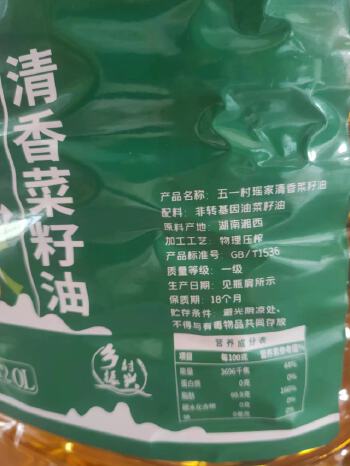 清香菜籽油
产品名称：五一村瑶家清香菜籽油
配料：非转基因油菜籽油
原料产地：湖南湘西
加工工艺：物理压榨
产品标准号：GB/T1536
质量等级：一级
生产日期：见瓶肩所示
保质期：18个月
贮存条件：避光阴凉处、
不得与有毒物品共同存放
营养成分表
项目 每100克 营养素参考值%
能量 3696千焦 44%
蛋白质 0克 0%
脂肪 99.9克 166%
碳水化合物 0克 0%
钠 0毫克 0%
2.0L